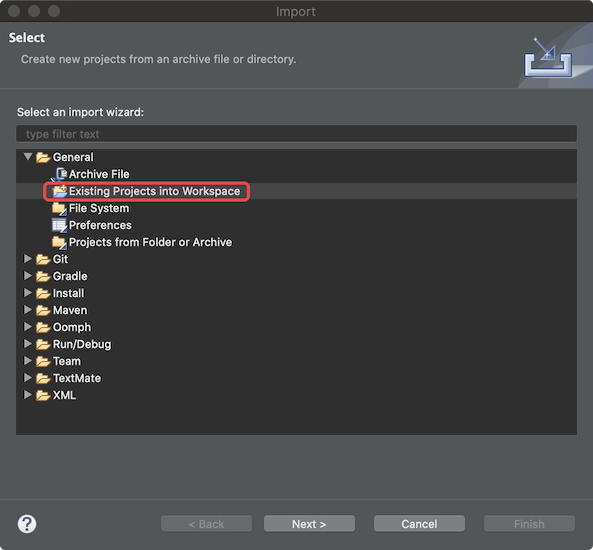 Import
Select
Create new projects from an archive file or directory.
Select an import wizard:
type filter text
General
Archive File
Existing Projects into Workspace
File System
Preferences
Projects from Folder or Archive
Git
Gradle
Install
Maven
Oomph
Run/Debug
Team
TextMate
XML
?
< Back
Next >
Cancel
Finish